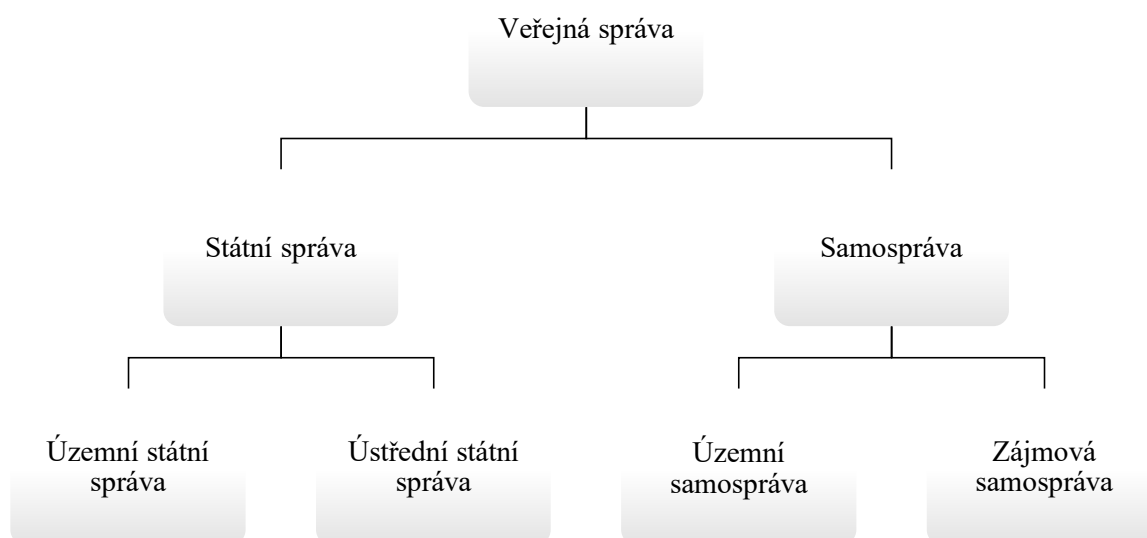 Veřejná správa
Státní správa
Samospráva
Územní státní
správa
Ústřední státní
správa
Územní
samospráva
Zájmová
samospráva